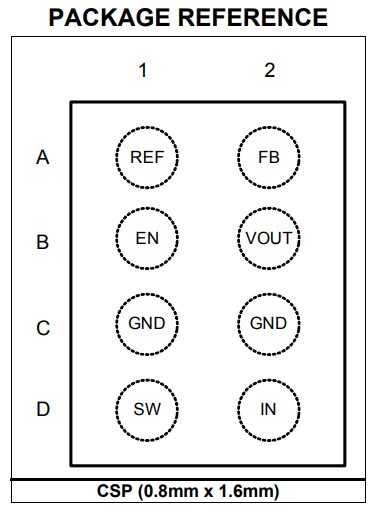 PACKAGE REFERENCE
1 2
A REF FB
B EN VOUT
C GND GND
D SW IN
CSP (0.8mm x 1.6mm)